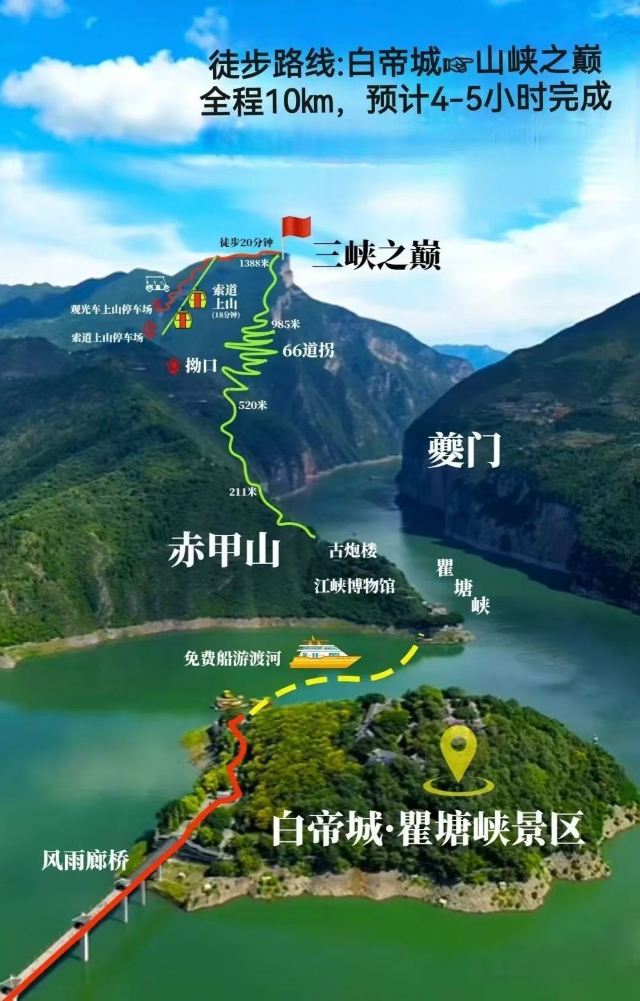 徒步路线:白帝城☞山峡之巅
全程10km，预计4-5小时完成
徒步20分钟
1388米
三峡之巅
观光车上山停车场
索道
上山
(18分钟)
索道上山停车场
985米
66道拐
拗口
520米
夔门
211米
赤甲山
古炮楼
江峡博物馆
瞿塘峡
免费船游渡河
白帝城·瞿塘峡景区
风雨廊桥